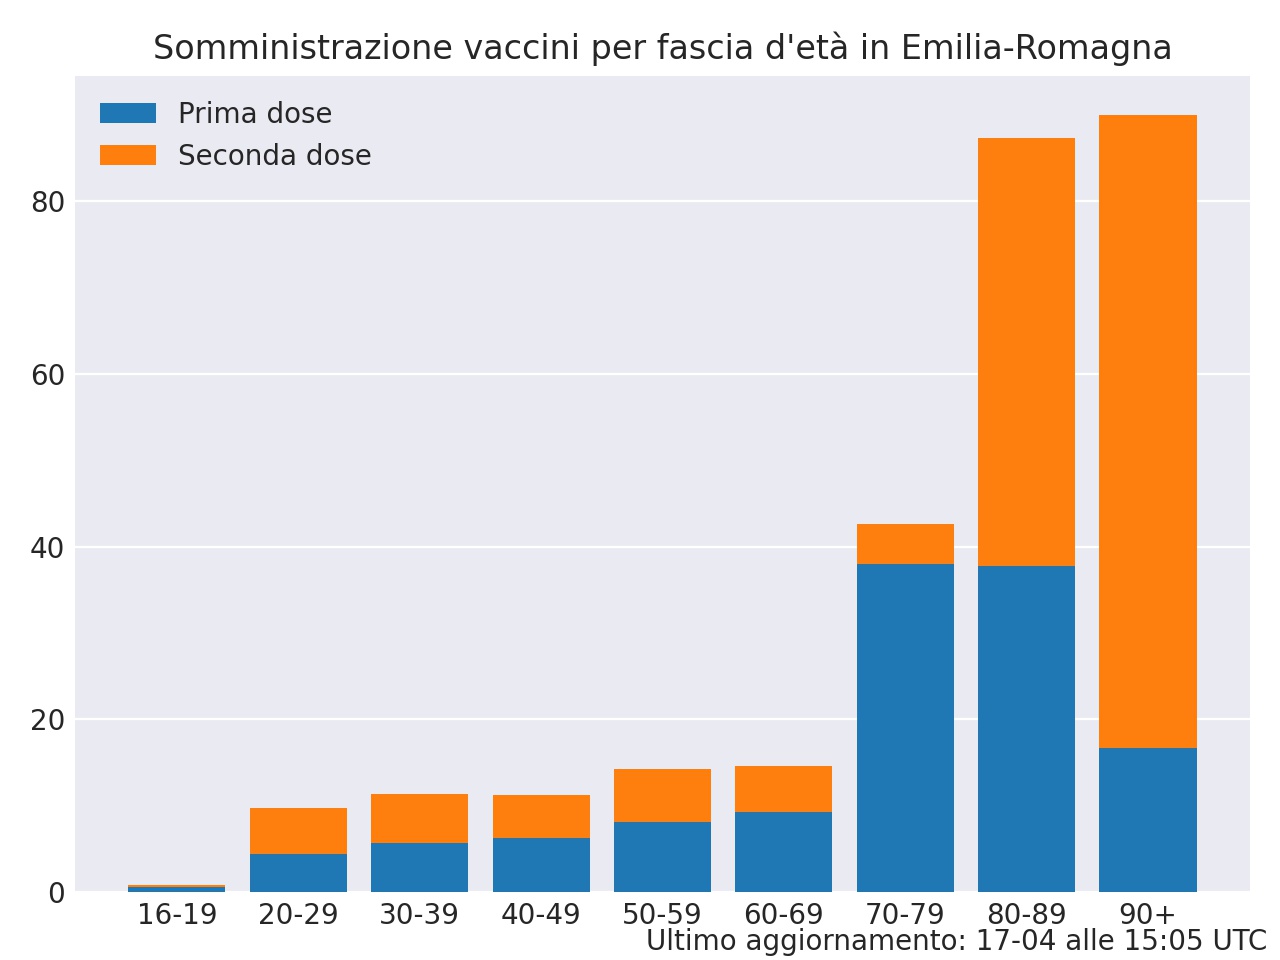 Somministrazione vaccini per fascia d'età in Emilia-Romagna
Prima dose
Seconda dose
80
60
40
20
0
16-19 20-29 30-39 40-49 50-59 60-69 70-79 80-89 90+
Ultimo aggiornamento: 17-04 alle 15:05 UTC